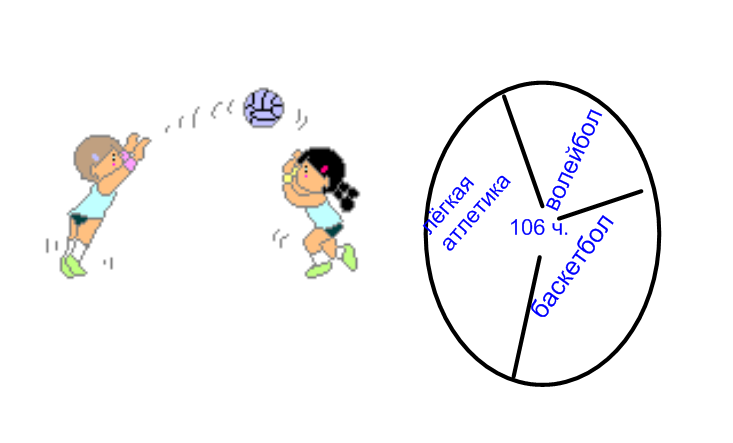 лёгкая
атлетика
волейбол
106 ч.
баскетбол